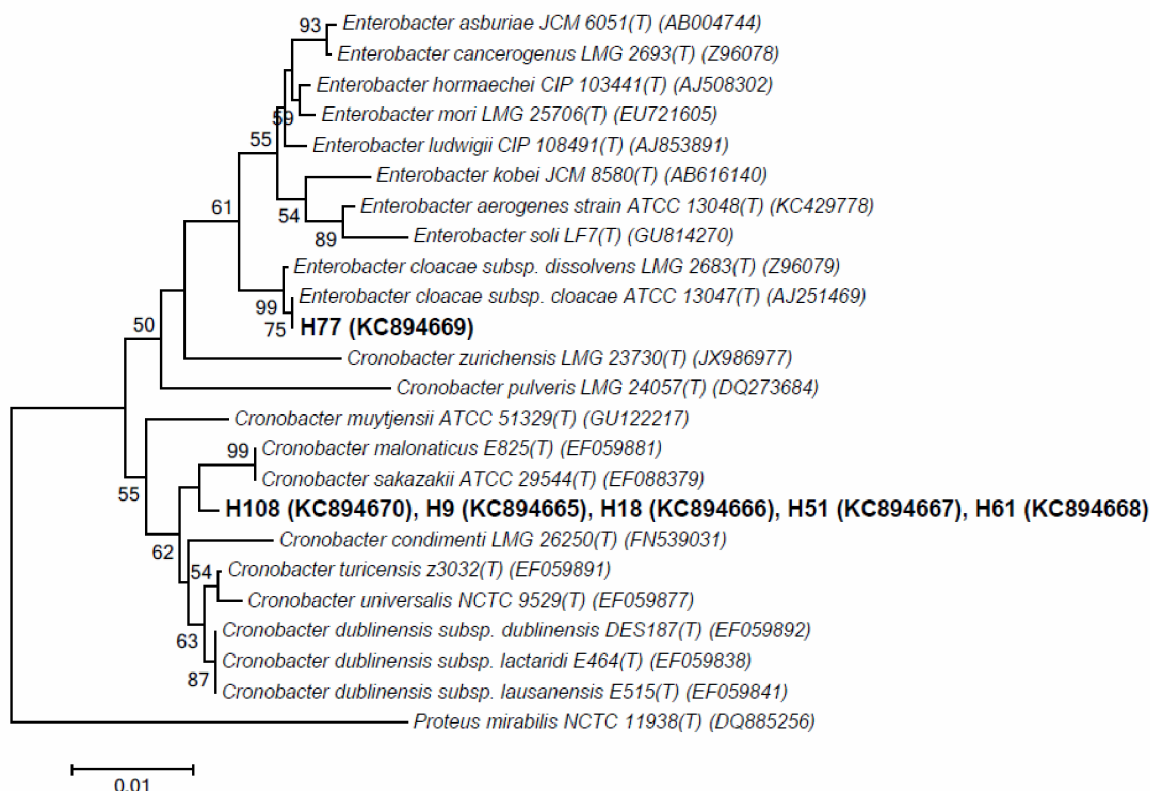 93
Enterobacter asburiae JCM 6051(T) (AB004744)
Enterobacter cancerogenus LMG 2693(T) (Z96078)
Enterobacter hormaechei CIP 103441(T) (AJ508302)
Enterobacter mori LMG 25706(T) (EU721605)
59
55
Enterobacter ludwigii CIP 108491(T) (AJ853891)
Enterobacter kobei JCM 8580(T) (AB616140)
61
54
Enterobacter aerogenes strain ATCC 13048(T) (KC429778)
89
Enterobacter soli LF7(T) (GU814270)
Enterobacter cloacae subsp. dissolvens LMG 2683(T) (Z96079)
99
Enterobacter cloacae subsp. cloacae ATCC 13047(T) (AJ251469)
50
75
H77 (KC894669)
Cronobacter zurichensis LMG 23730(T) (JX986977)
Cronobacter pulveris LMG 24057(T) (DQ273684)
Cronobacter muytjensii ATCC 51329(T) (GU122217)
99
Cronobacter malonaticus E825(T) (EF059881)
Cronobacter sakazakii ATCC 29544(T) (EF088379)
55
H108 (KC894670), H9 (KC894665), H18 (KC894666), H51 (KC894667), H61 (KC894668)
62
Cronobacter condimenti LMG 26250(T) (FN539031)
54
Cronobacter turicensis z3032(T) (EF059891)
Cronobacter universalis NCTC 9529(T) (EF059877)
63
Cronobacter dublinensis subsp. dublinensis DES187(T) (EF059892)
Cronobacter dublinensis subsp. lactaridi E464(T) (EF059838)
87
Cronobacter dublinensis subsp. lausanensis E515(T) (EF059841)
Proteus mirabilis NCTC 11938(T) (DQ885256)
0.01